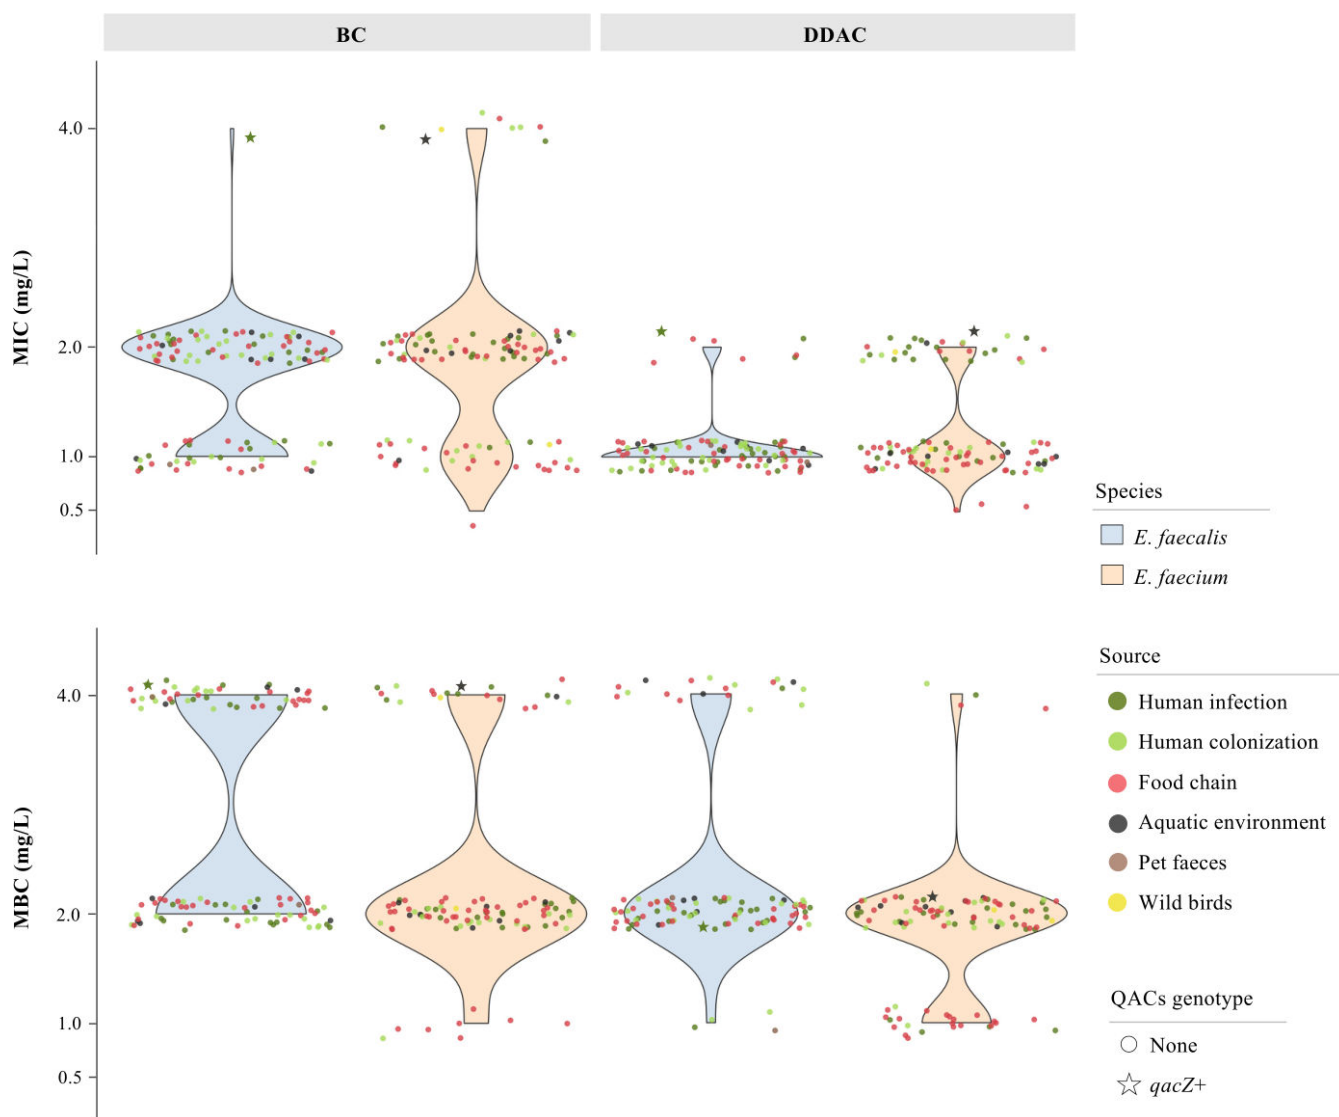 BC
DDAC
MIC (mg/L)
4.0
2.0
1.0
0.5
MBC (mg/L)
4.0
2.0
1.0
0.5
Species
E. faecalis
E. faecium
Source
Human infection
Human colonization
Food chain
Aquatic environment
Pet faeces
Wild birds
QACs genotype
None
qacZ+